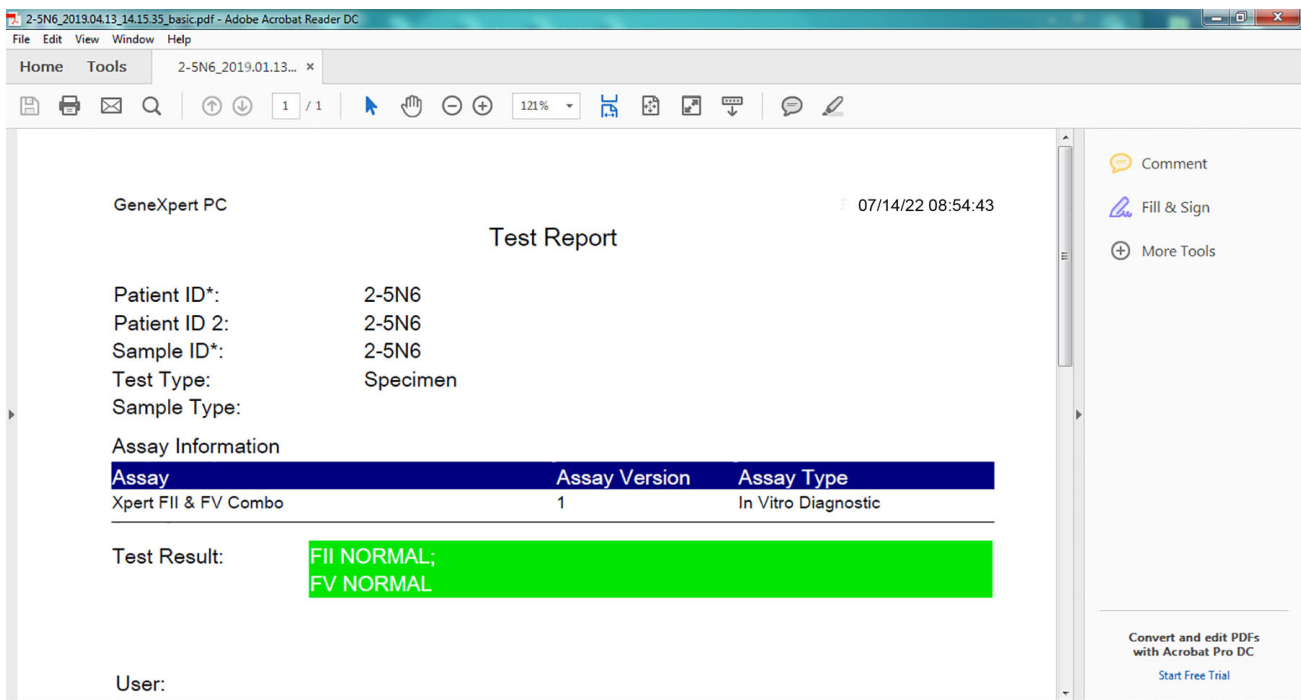 2-5N6_2019.04.13_14.15.35_basic.pdf - Adobe Acrobat Reader DC
File Edit View Window Help
Home Tools 2-5N6_2019.01.13... ×
1 / 1 121%
Comment
Fill & Sign
More Tools
GeneXpert PC 07/14/22 08:54:43
Test Report
Patient ID*: 2-5N6
Patient ID 2: 2-5N6
Sample ID*: 2-5N6
Test Type: Specimen
Sample Type:
Assay Information
Assay Assay Version Assay Type
Xpert FII & FV Combo 1 In Vitro Diagnostic
Test Result: FII NORMAL;
FV NORMAL
User:
Convert and edit PDFs
with Acrobat Pro DC
Start Free Trial